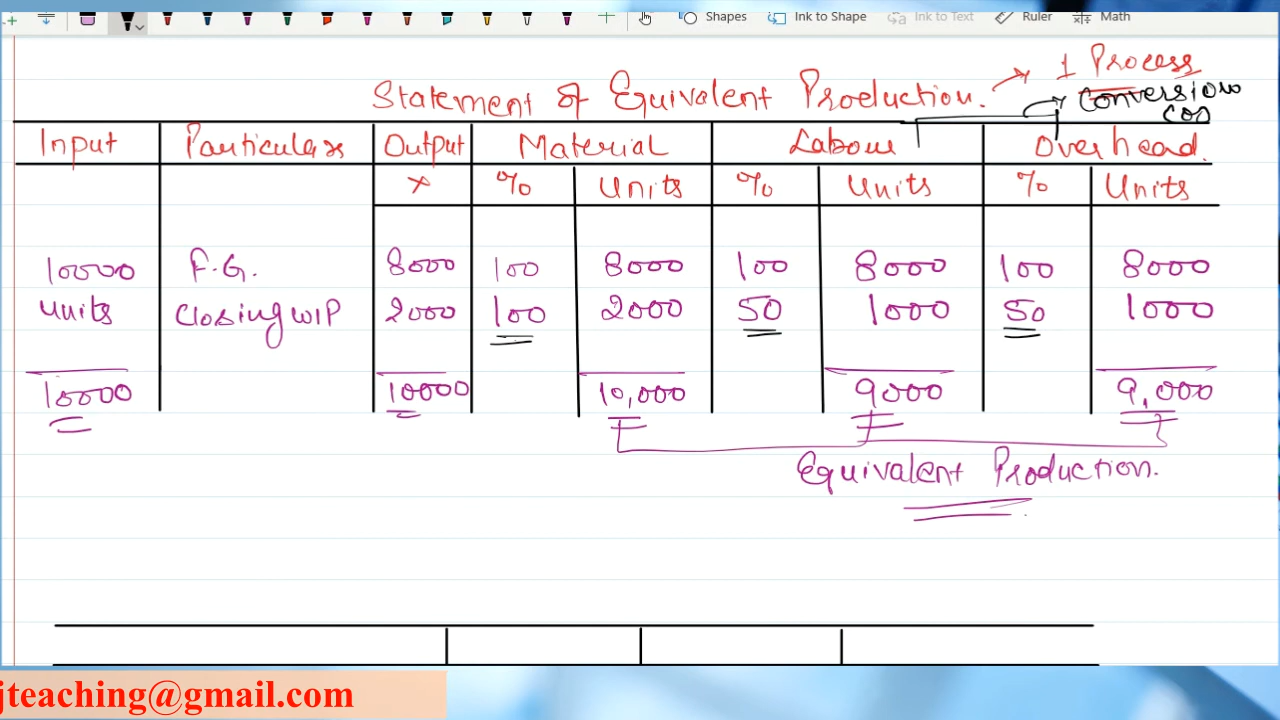 Shapes Ink to Shape Ink to Text Ruler Math
Statement of Equivalent Production. → 1 Process
Conversion
Cos
Input Particulars Output Material Labour Overhead.
x % Units % Units % Units
10000 F.G. 8000 100 8000 100 8000 100 8000
Units Closing WIP 2000 100 2000 50 1000 50 1000
10000 10000 10,000 9000 9,000
Equivalent Production.
jteaching@gmail.com